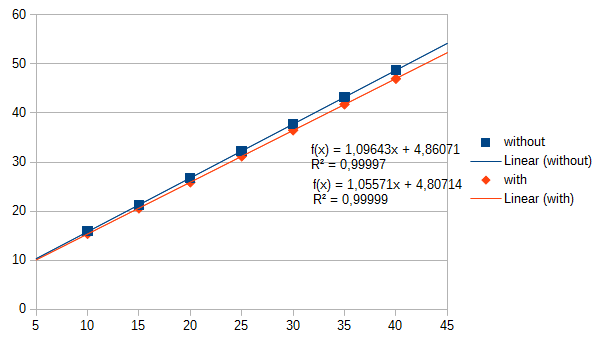 60
50
40
30
20
10
0
5 10 15 20 25 30 35 40 45
f(x) = 1,09643x + 4,86071
R² = 0,99997
f(x) = 1,05571x + 4,80714
R² = 0,99999
without
Linear (without)
with
Linear (with)